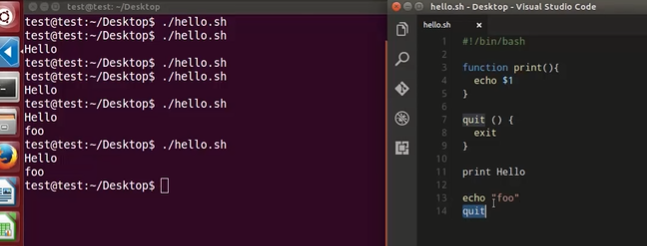 test@test: ~/Desktop
test@test:~/Desktop$ ./hello.sh
test@test:~/Desktop$ ./hello.sh
Hello
test@test:~/Desktop$ ./hello.sh
test@test:~/Desktop$ ./hello.sh
Hello
test@test:~/Desktop$ ./hello.sh
Hello
foo
test@test:~/Desktop$ ./hello.sh
Hello
foo
test@test:~/Desktop$
hello.sh - Desktop - Visual Studio Code
hello.sh
1 #!/bin/bash
2
3 function print(){
4 echo $1
5 }
6
7 quit () {
8 exit
9 }
10
11 print Hello
12
13 echo "foo"
14 quit